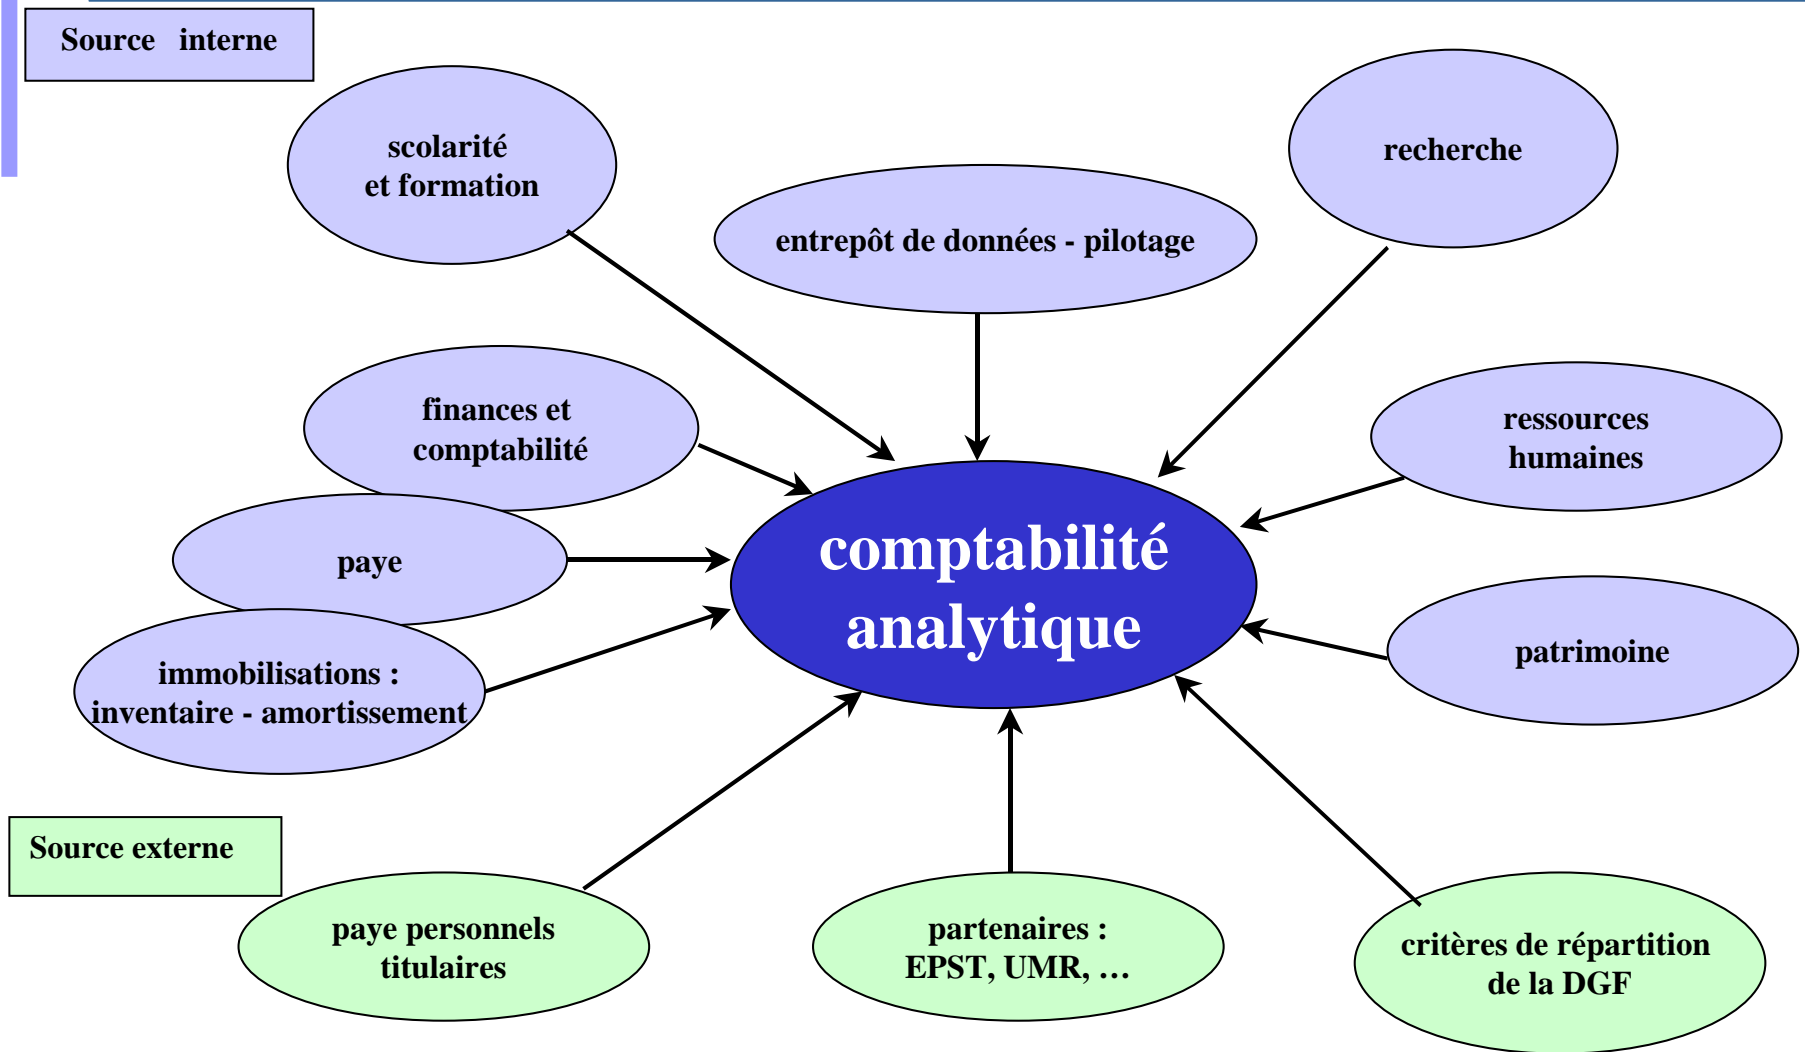 Source interne
scolarité
et formation
recherche
entrepôt de données - pilotage
finances et
comptabilité
ressources
humaines
paye
comptabilité
analytique
immobilisations :
inventaire - amortissement
patrimoine
Source externe
paye personnels
titulaires
partenaires :
EPST, UMR, …
critères de répartition
de la DGF